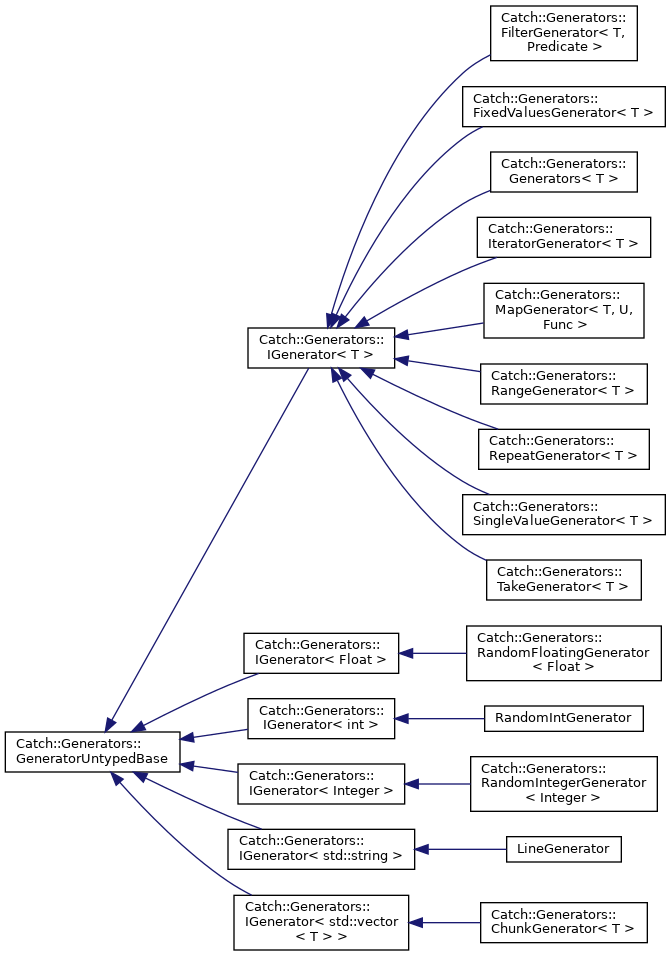 Catch::Generators::
FilterGenerator< T,
Predicate >
Catch::Generators::
FixedValuesGenerator< T >
Catch::Generators::
Generators< T >
Catch::Generators::
IteratorGenerator< T >
Catch::Generators::
MapGenerator< T, U,
Func >
Catch::Generators::
IGenerator< T >
Catch::Generators::
RangeGenerator< T >
Catch::Generators::
RepeatGenerator< T >
Catch::Generators::
SingleValueGenerator< T >
Catch::Generators::
TakeGenerator< T >
Catch::Generators::
IGenerator< Float >
Catch::Generators::
RandomFloatingGenerator
< Float >
Catch::Generators::
IGenerator< int >
RandomIntGenerator
Catch::Generators::
GeneratorUntypedBase
Catch::Generators::
IGenerator< Integer >
Catch::Generators::
RandomIntegerGenerator
< Integer >
Catch::Generators::
IGenerator< std::string >
LineGenerator
Catch::Generators::
IGenerator< std::vector
< T > >
Catch::Generators::
ChunkGenerator< T >